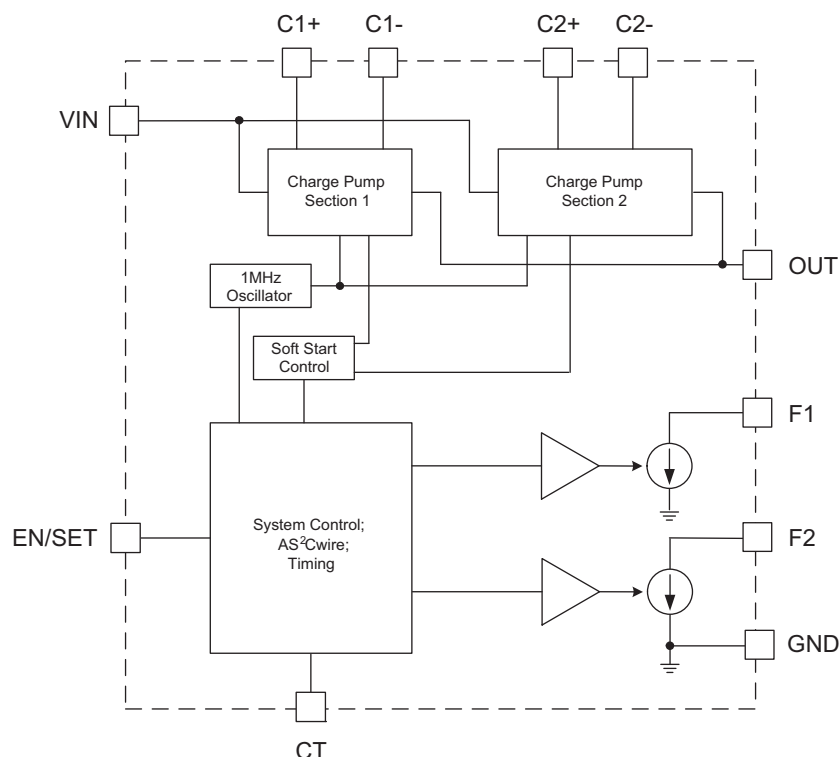 C1+ C1- C2+ C2-
VIN
Charge Pump
Section 1
Charge Pump
Section 2
OUT
1MHz
Oscillator
Soft Start
Control
F1
EN/SET
System Control;
AS²Cwire;
Timing
F2
GND
CT